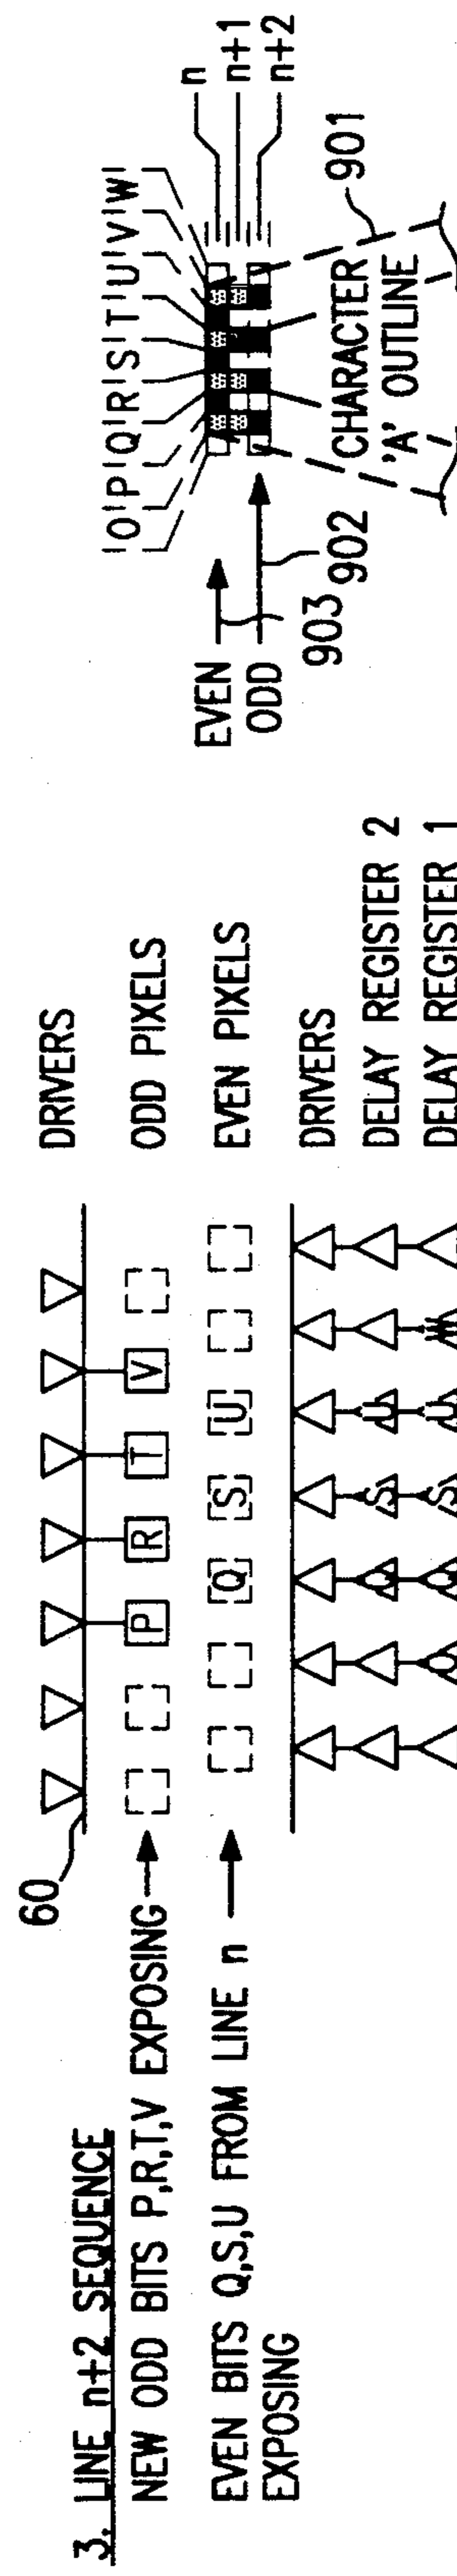 3. LINE n+2 SEQUENCE
NEW ODD BITS P,R,T,V EXPOSING
EVEN BITS Q,S,U FROM LINE n
EXPOSING
60
DRIVERS
P R T V
ODD PIXELS
Q S U
EVEN PIXELS
DRIVERS
Q S U
DELAY REGISTER 2
O Q S U W
DELAY REGISTER 1
O P Q R S T U V W
n
n+1
n+2
EVEN
ODD
903
902
901
CHARACTER
'A' OUTLINE